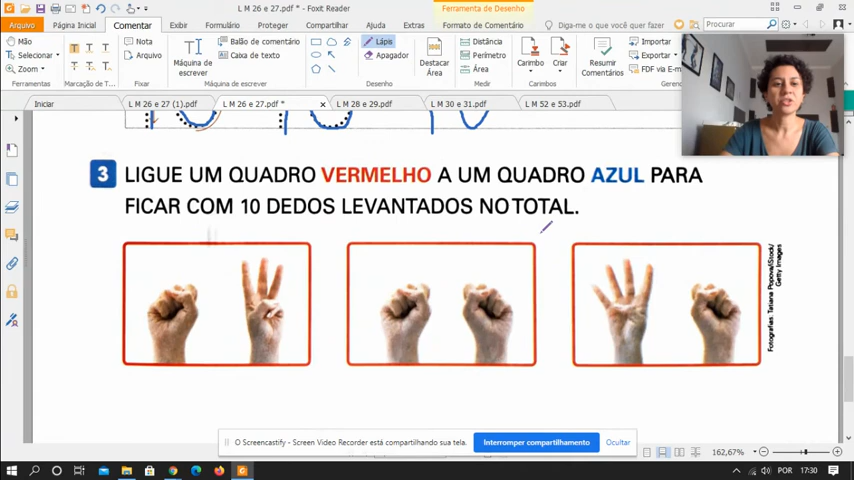 L M 26 e 27.pdf * - Foxit Reader
Ferramenta de Desenho
Arquivo
Página Inicial
Comentar
Exibir
Formulário
Proteger
Compartilhar
Ajuda
Extras
Formato de Comentário
Diga-me o que gostaria de faze
Procurar
Mão
Selecionar
Zoom
Ferramentas
Marcação de T...
Nota
Arquivo
Fixar
Máquina de escrever
Balão de comentário
Caixa de texto
Máquina de escrever
Lápis
Apagador
Desenho
Destacar Área
Distância
Perímetro
Área
Medir
Carimbo
Carimbo
Resumir Comentários
Importar
Exportar
FDF via E-m
Gerenciar
Iniciar
L M 26 e 27 (1).pdf
L M 26 e 27.pdf *
L M 28 e 29.pdf
L M 30 e 31.pdf
L M 52 e 53.pdf
3 LIGUE UM QUADRO VERMELHO A UM QUADRO AZUL PARA
FICAR COM 10 DEDOS LEVANTADOS NO TOTAL.
Fotografias: Tatiana Popova/iStock/
Getty Images
O Screencastify - Screen Video Recorder está compartilhando sua tela.
Interromper compartilhamento
Ocultar
162,67%
POR
17:30